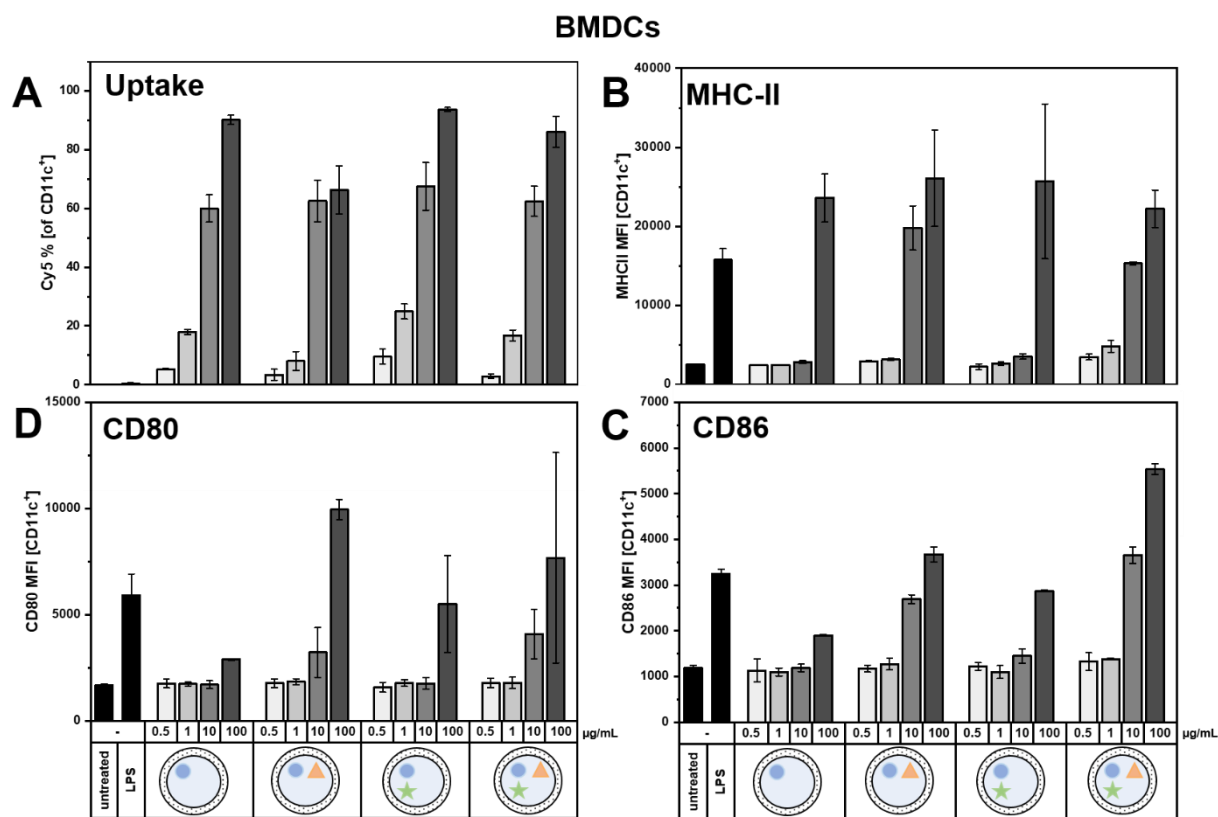 BMDCs
A
Uptake
Cy5 % [of CD11c+]
100
80
60
40
20
0
B
MHC-II
MHCII MFI [CD11c+]
40000
30000
20000
10000
0
D
CD80
CD80 MFI [CD11c+]
15000
10000
5000
0
C
CD86
CD86 MFI [CD11c+]
7000
6000
5000
4000
3000
2000
1000
0
- 0.5 1 10 100 0.5 1 10 100 0.5 1 10 100 0.5 1 10 100 µg/mL
untreated
LPS
- 0.5 1 10 100 0.5 1 10 100 0.5 1 10 100 0.5 1 10 100 µg/mL
untreated
LPS